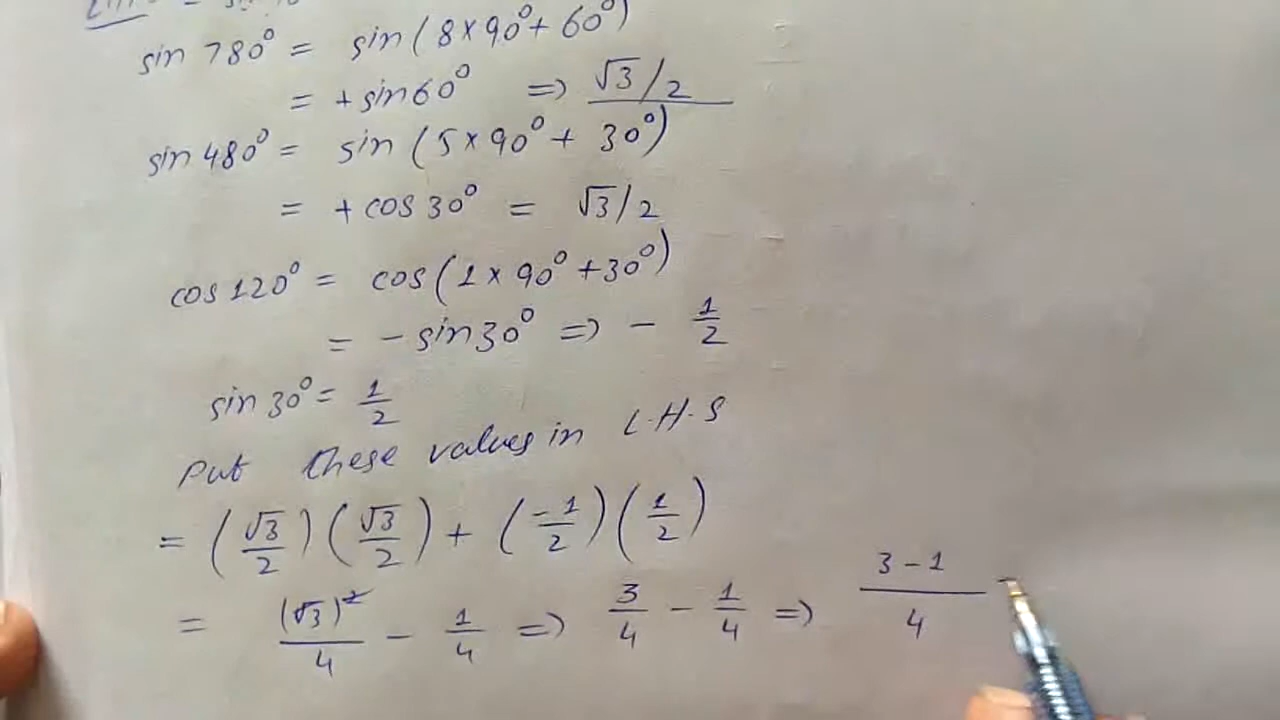 sin 780° = sin(8×90°+60°)
= +sin60° => √3/2
sin 480° = sin (5×90° + 30°)
= +cos 30° = √3/2
cos 120° = cos(1×90°+30°)
= -sin30° => - 1/2
sin 30° = 1/2
Put these values in L.H.S
= (√3/2)(√3/2) + (-1/2)(1/2)
= (√3)²/4 - 1/4 => 3/4 - 1/4 => 3-1/4